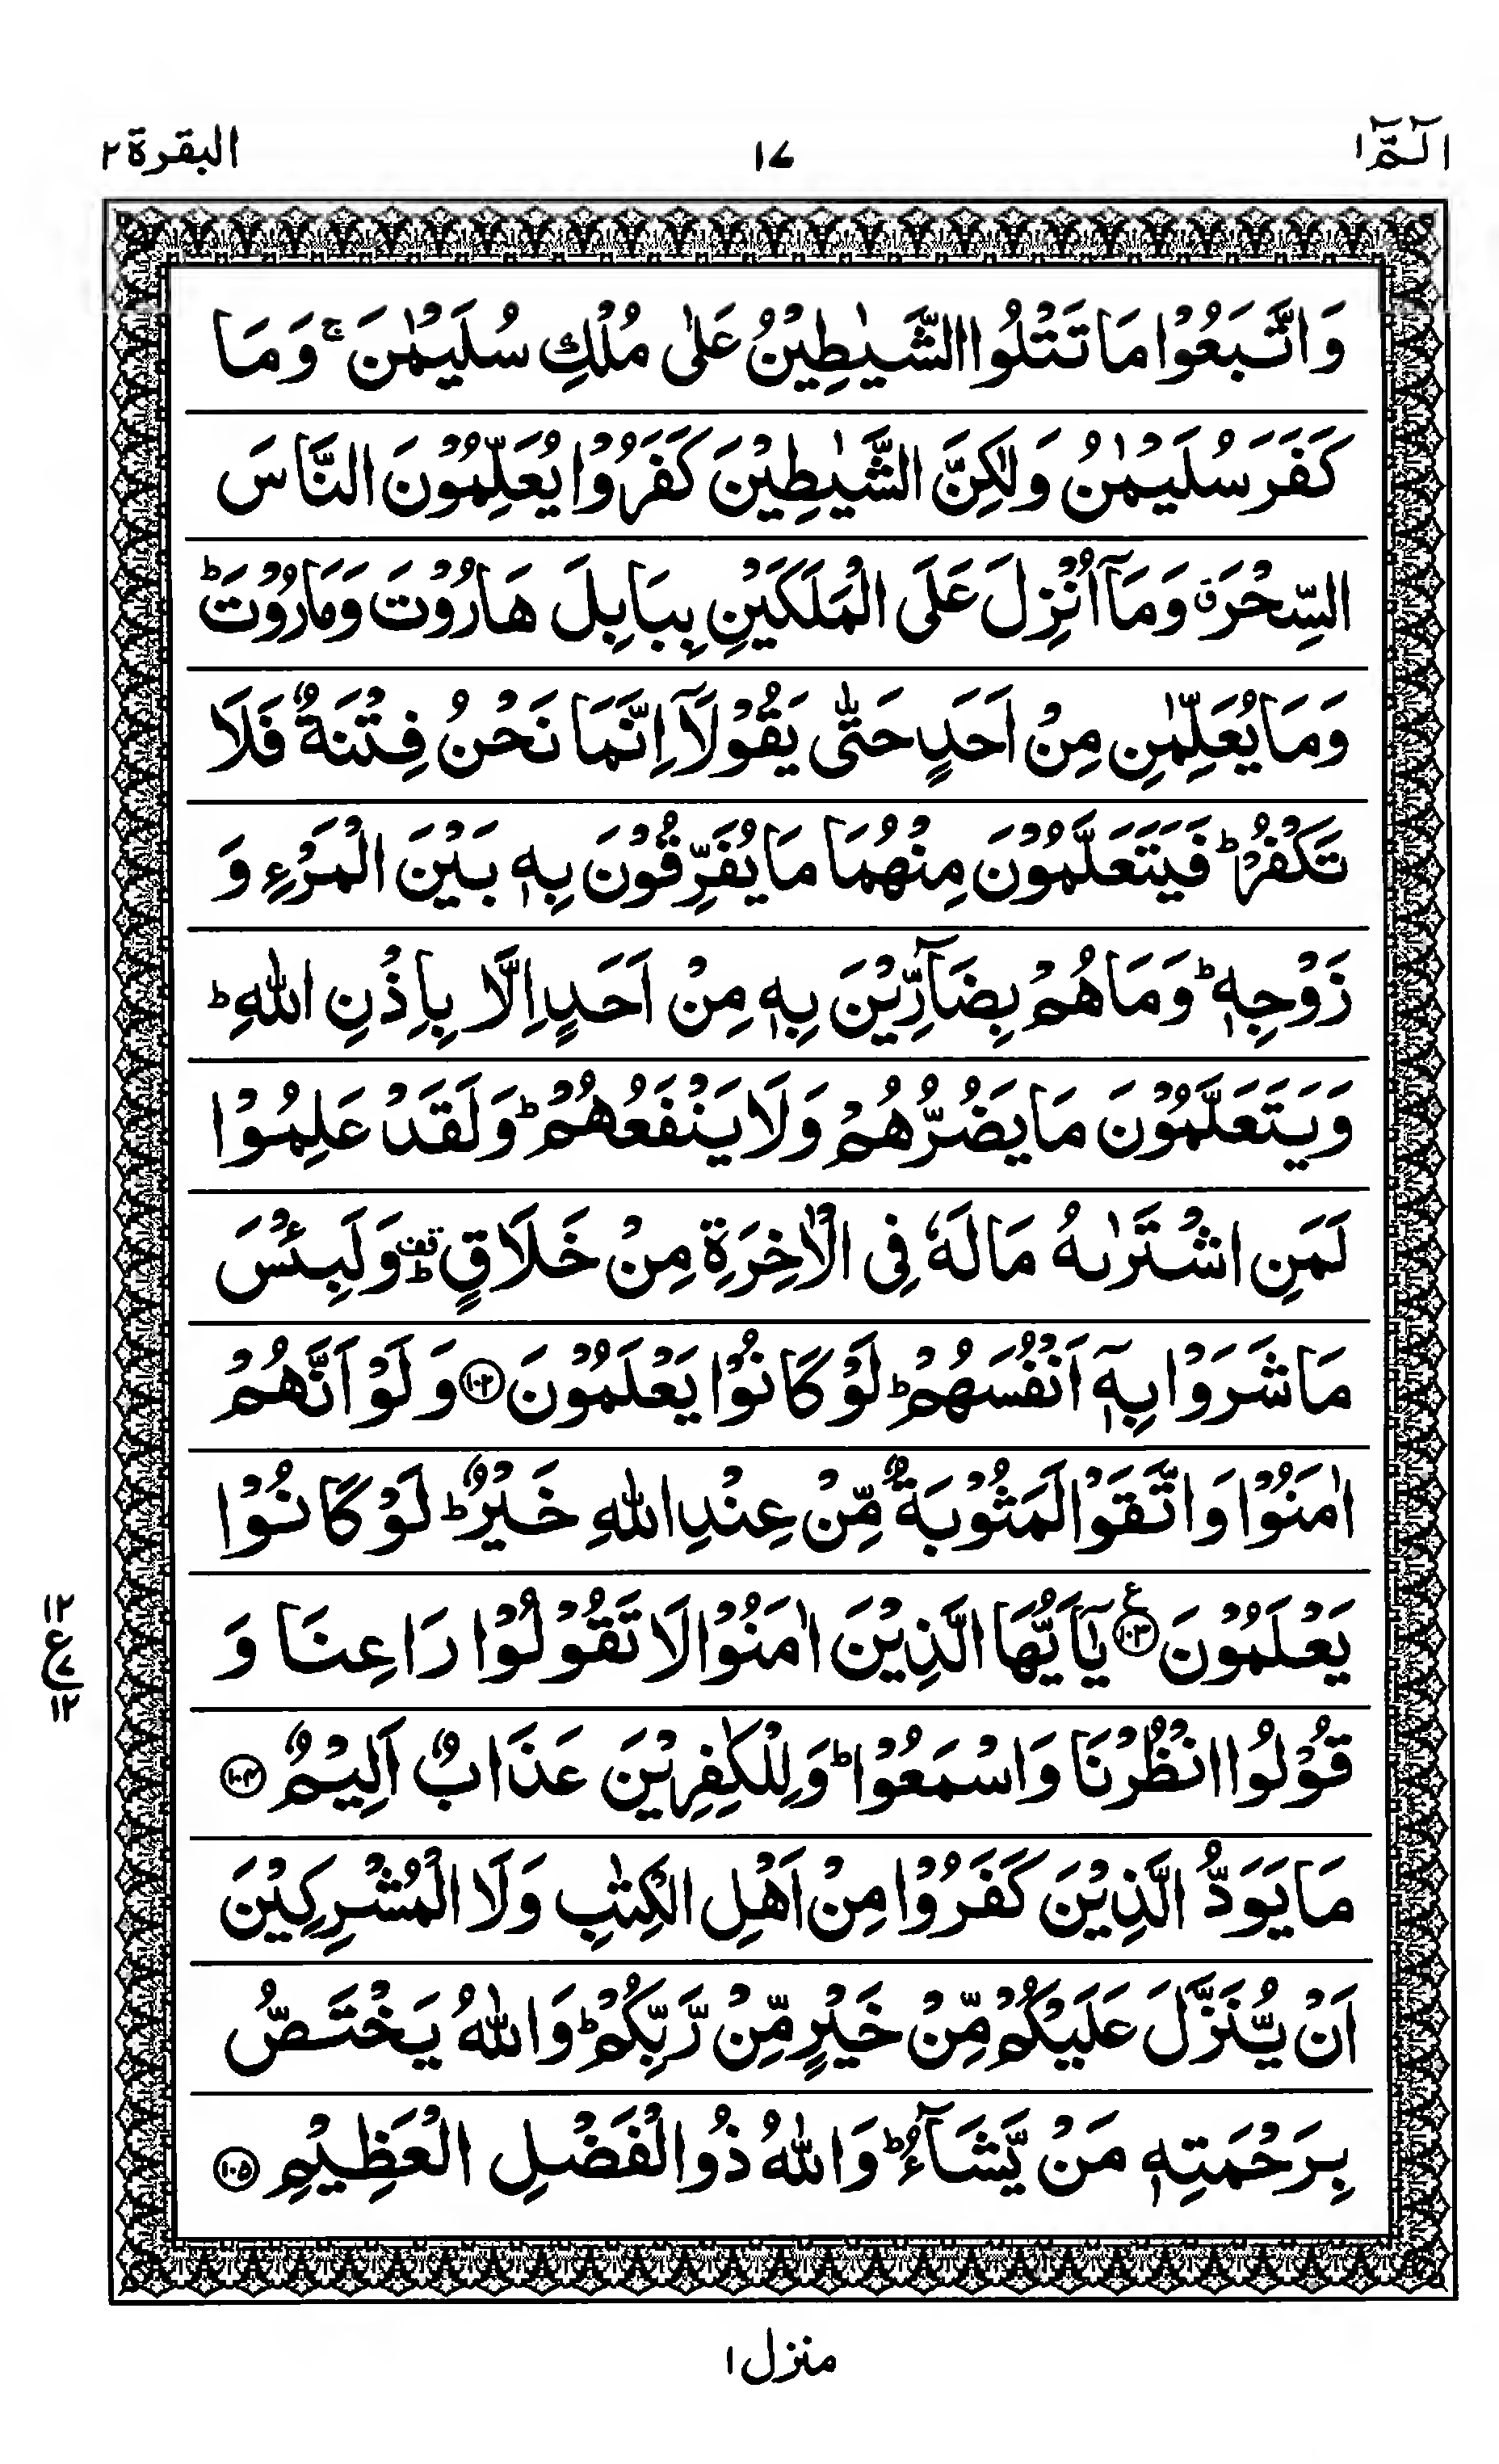 الٓمّٓ ۱ ۱۷ البقرة ۲
وَاتَّبَعُوْا مَا تَتْلُوا الشَّيٰطِيْنُ عَلٰى مُلْكِ سُلَيْمٰنَ ۚ وَمَا
كَفَرَ سُلَيْمٰنُ وَلٰكِنَّ الشَّيٰطِيْنَ كَفَرُوْا يُعَلِّمُوْنَ النَّاسَ
السِّحْرَ ۗ وَمَآ اُنْزِلَ عَلَى الْمَلَكَيْنِ بِبَابِلَ هَارُوْتَ وَمَارُوْتَ ؕ
وَمَا يُعَلِّمٰنِ مِنْ اَحَدٍ حَتّٰى يَقُوْلَآ اِنَّمَا نَحْنُ فِتْنَةٌ فَلَا
تَكْفُرْ ؕ فَيَتَعَلَّمُوْنَ مِنْهُمَا مَا يُفَرِّقُوْنَ بِهٖ بَيْنَ الْمَرْءِ وَ
زَوْجِهٖ ؕ وَمَا هُمْ بِضَآرِّيْنَ بِهٖ مِنْ اَحَدٍ اِلَّا بِاِذْنِ اللّٰهِ ؕ
وَيَتَعَلَّمُوْنَ مَا يَضُرُّهُمْ وَلَا يَنْفَعُهُمْ ؕ وَلَقَدْ عَلِمُوْا
لَمَنِ اشْتَرٰىهُ مَا لَهٗ فِى الْاٰخِرَةِ مِنْ خَلَاقٍ ؕ قف وَلَبِئْسَ
مَا شَرَوْا بِهٖٓ اَنْفُسَهُمْ ؕ لَوْ كَانُوْا يَعْلَمُوْنَ ۝۱۰۲ وَلَوْ اَنَّهُمْ
اٰمَنُوْا وَاتَّقَوْا لَمَثُوْبَةٌ مِّنْ عِنْدِ اللّٰهِ خَيْرٌ ؕ لَوْ كَانُوْا
يَعْلَمُوْنَ ۝۱۰۳ ع يٰٓاَيُّهَا الَّذِيْنَ اٰمَنُوْا لَا تَقُوْلُوْا رَاعِنَا وَ
۱۲ ع ۷ ۱۲
قُوْلُوا انْظُرْنَا وَاسْمَعُوْا ؕ وَلِلْكٰفِرِيْنَ عَذَابٌ اَلِيْمٌ ۝۱۰۴
مَا يَوَدُّ الَّذِيْنَ كَفَرُوْا مِنْ اَهْلِ الْكِتٰبِ وَلَا الْمُشْرِكِيْنَ
اَنْ يُّنَزَّلَ عَلَيْكُمْ مِّنْ خَيْرٍ مِّنْ رَّبِّكُمْ ؕ وَاللّٰهُ يَخْتَصُّ
بِرَحْمَتِهٖ مَنْ يَّشَآءُ ؕ وَاللّٰهُ ذُو الْفَضْلِ الْعَظِيْمِ ۝۱۰۵
منزل ۱